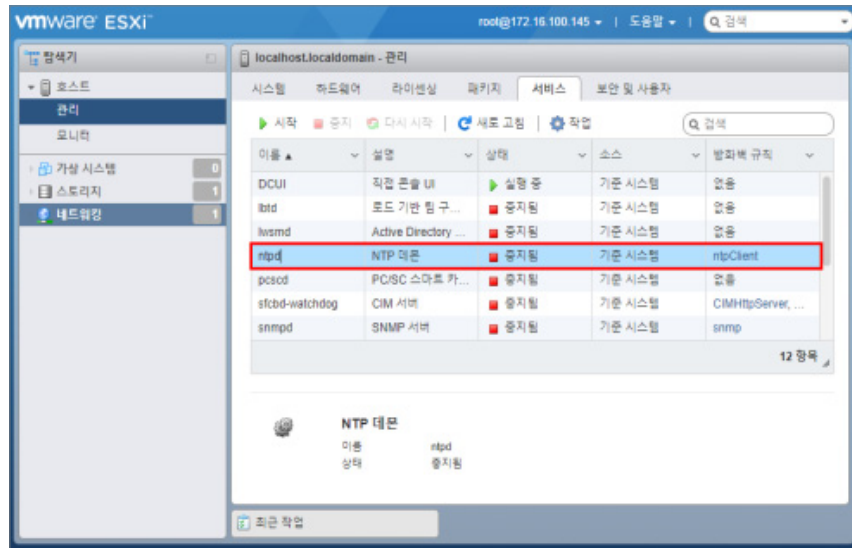 vmware ESXi™
root@172.16.100.145 | 도움말 | 검색
탐색기
호스트
관리
모니터
가상 시스템 0
스토리지 1
네트워킹 1
localhost.localdomain - 관리
시스템 하드웨어 라이센싱 패키지 서비스 보안 및 사용자
시작 중지 다시 시작 | 새로 고침 | 작업 검색
이름 설명 상태 소스 방화벽 규칙
DCUI 직접 콘솔 UI 실행 중 기준 시스템 없음
lbtd 로드 기반 팀 구... 중지됨 기준 시스템 없음
lwsmd Active Directory ... 중지됨 기준 시스템 없음
ntpd NTP 데몬 중지됨 기준 시스템 ntpClient
pcscd PC/SC 스마트 카... 중지됨 기준 시스템 없음
sfcbd-watchdog CIM 서버 중지됨 기준 시스템 CIMHttpServer, ...
snmpd SNMP 서버 중지됨 기준 시스템 snmp
12 항목
NTP 데몬
이름 ntpd
상태 중지됨
최근 작업